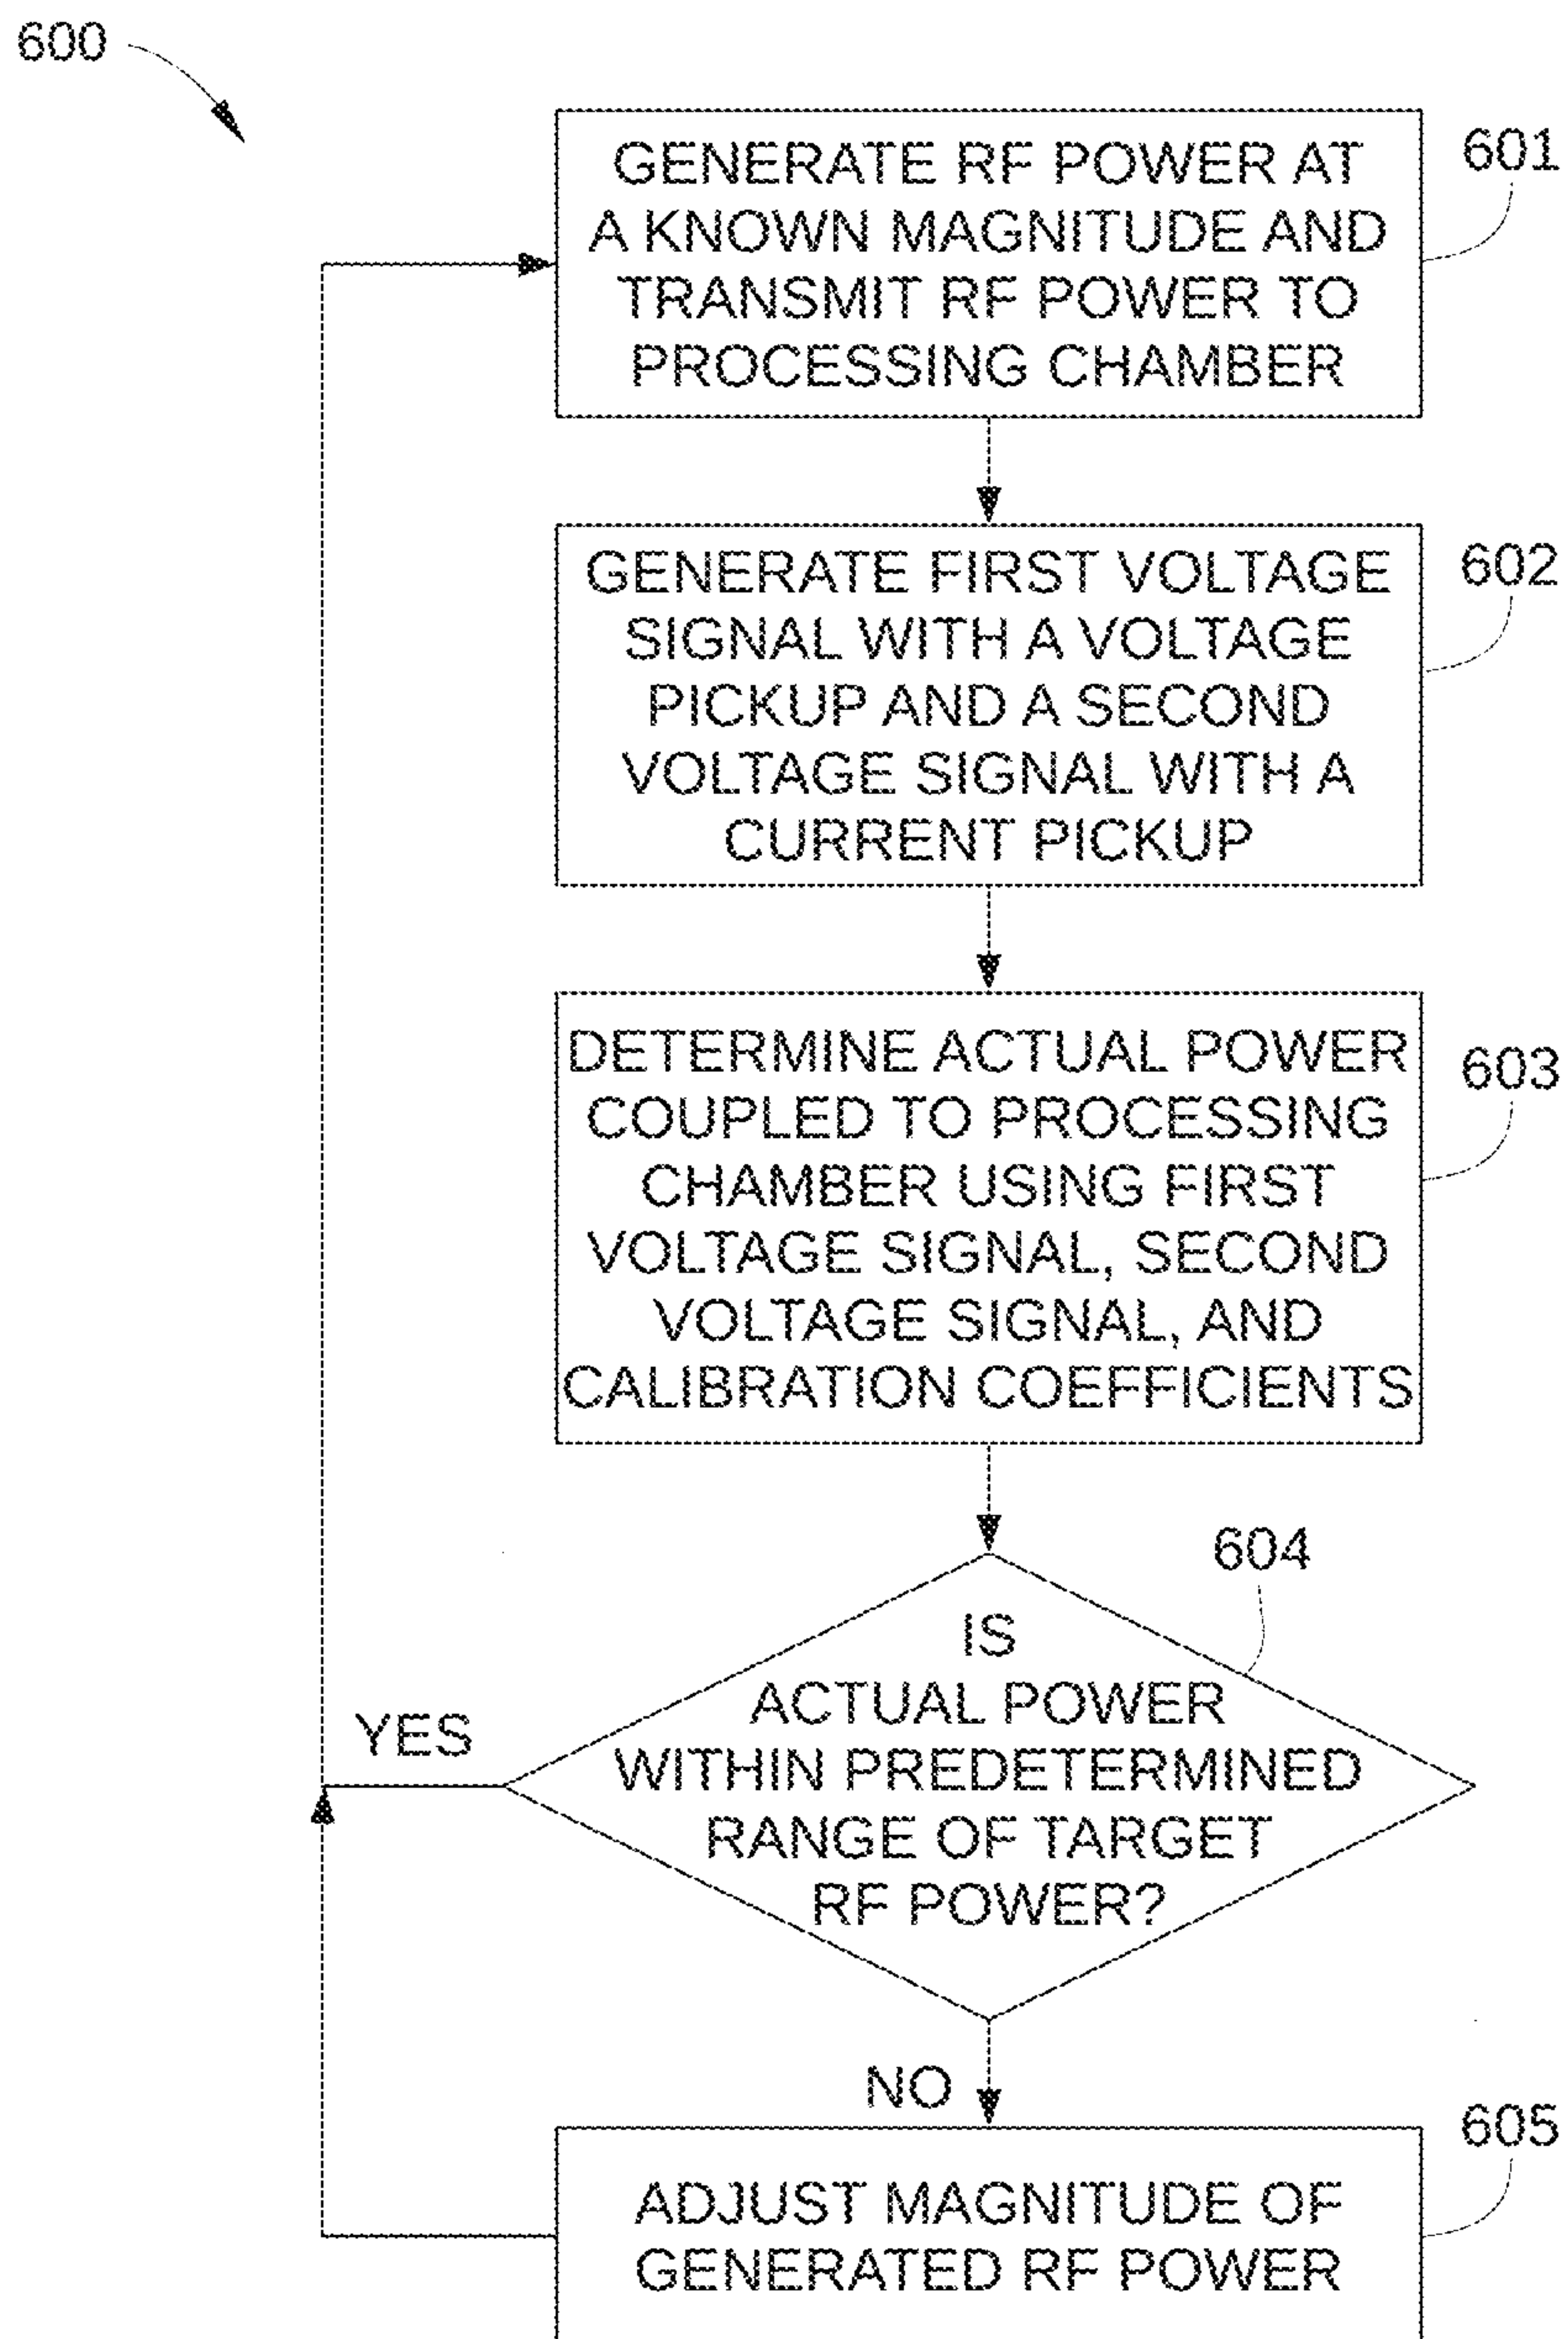 600
GENERATE RF POWER AT
A KNOWN MAGNITUDE AND
TRANSMIT RF POWER TO
PROCESSING CHAMBER
601
GENERATE FIRST VOLTAGE
SIGNAL WITH A VOLTAGE
PICKUP AND A SECOND
VOLTAGE SIGNAL WITH A
CURRENT PICKUP
602
DETERMINE ACTUAL POWER
COUPLED TO PROCESSING
CHAMBER USING FIRST
VOLTAGE SIGNAL, SECOND
VOLTAGE SIGNAL, AND
CALIBRATION COEFFICIENTS
603
604
IS
ACTUAL POWER
WITHIN PREDETERMINED
RANGE OF TARGET
RF POWER?
YES
NO
605
ADJUST MAGNITUDE OF
GENERATED RF POWER